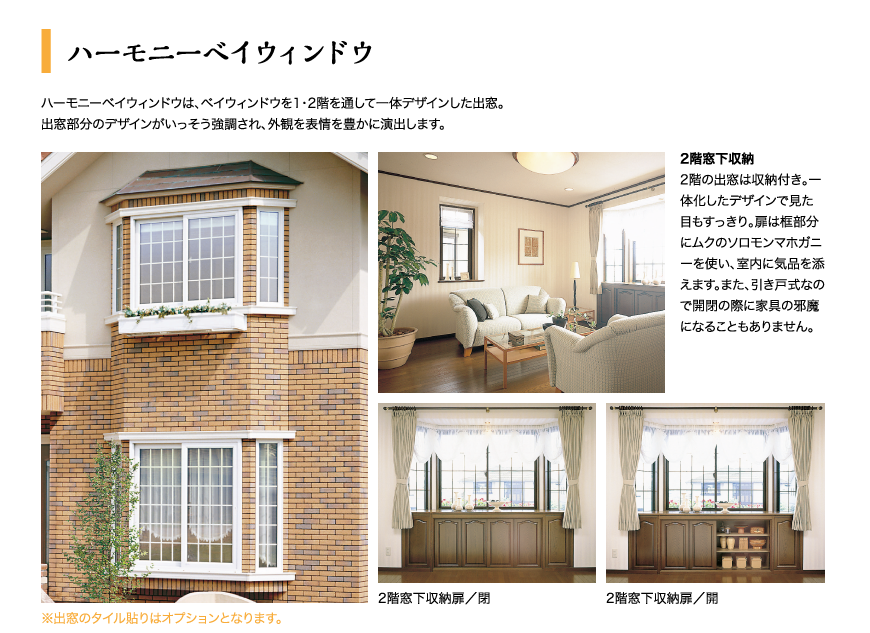 ハーモニーベイウィンドウ
ハーモニーベイウィンドウは、ベイウィンドウを1・2階を通して一体デザインした出窓。
出窓部分のデザインがいっそう強調され、外観を表情を豊かに演出します。
2階窓下収納
2階の出窓は収納付き。一
体化したデザインで見た
目もすっきり。扉は框部分
にムクのソロモンマホガニ
ーを使い、室内に気品を添
えます。また、引き戸式なの
で開閉の際に家具の邪魔
になることもありません。
2階窓下収納扉／閉
2階窓下収納扉／開
※出窓のタイル貼りはオプションとなります。